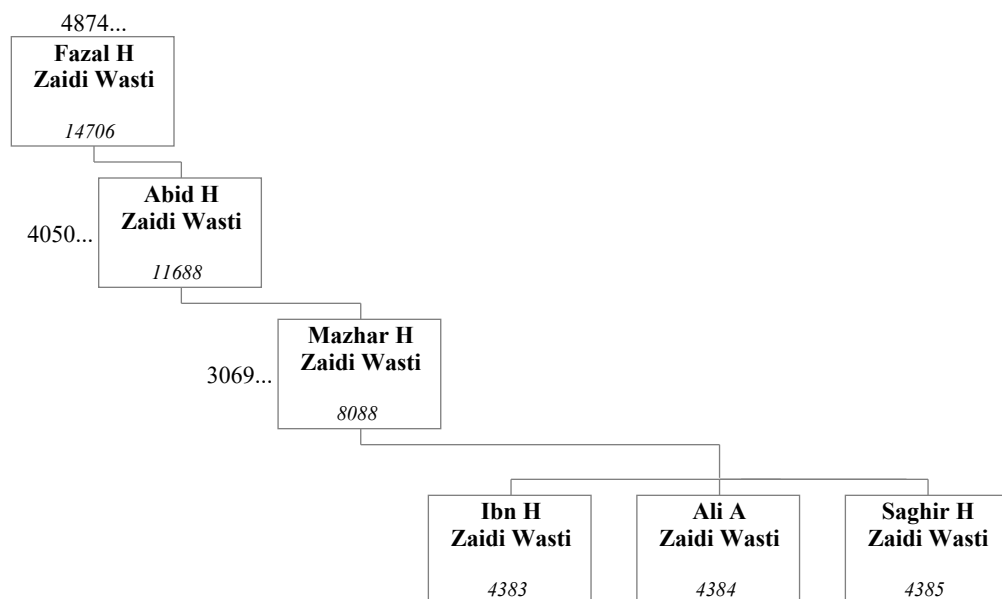 4874...
Fazal H
Zaidi Wasti
14706
Abid H
Zaidi Wasti
4050...
11688
Mazhar H
Zaidi Wasti
3069...
8088
Ibn H
Zaidi Wasti
4383
Ali A
Zaidi Wasti
4384
Saghir H
Zaidi Wasti
4385